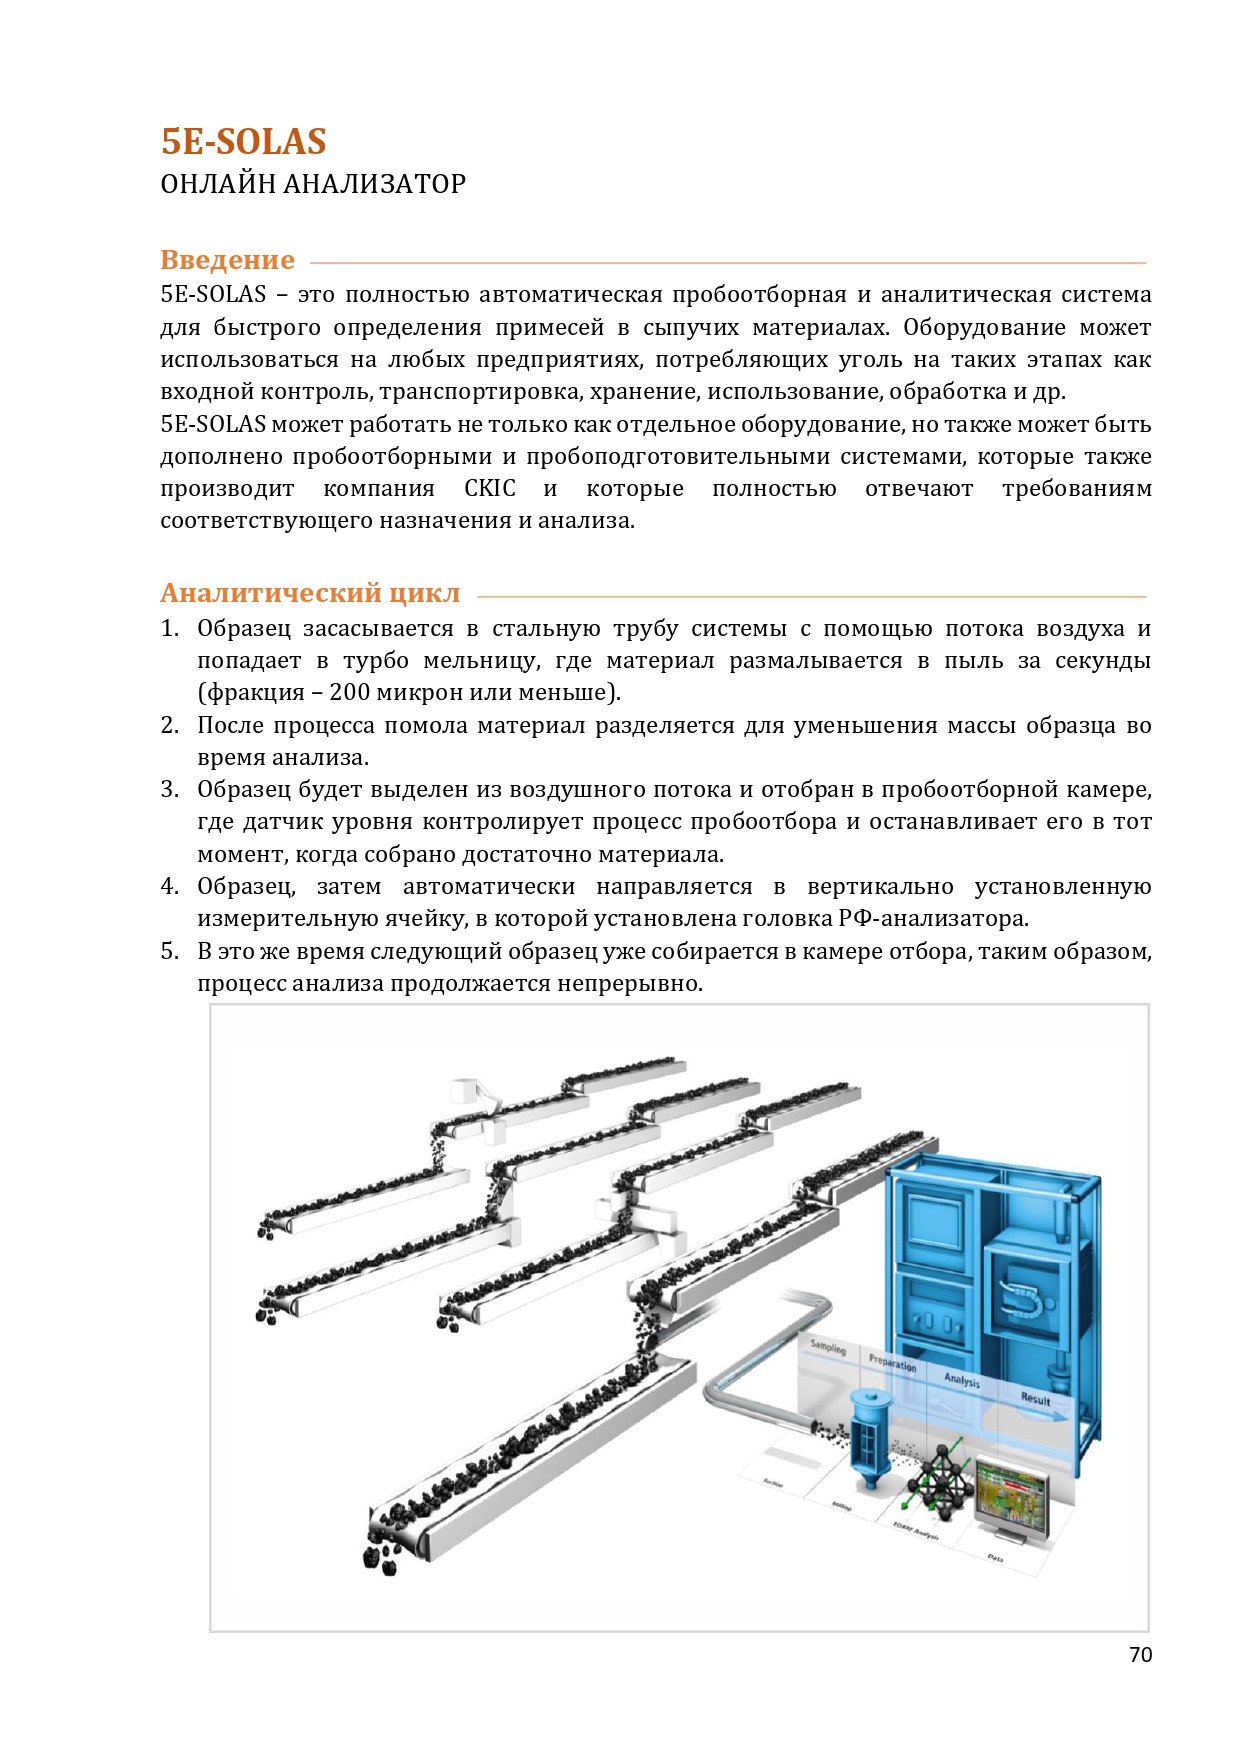 5E-SOLAS
ОНЛАЙН АНАЛИЗАТОР
Введение
5E-SOLAS – это полностью автоматическая пробоотборная и аналитическая система
для быстрого определения примесей в сыпучих материалах. Оборудование может
использоваться на любых предприятиях, потребляющих уголь на таких этапах как
входной контроль, транспортировка, хранение, использование, обработка и др.
5E-SOLAS может работать не только как отдельное оборудование, но также может быть
дополнено пробоотборными и пробоподготовительными системами, которые также
производит компания CKIC и которые полностью отвечают требованиям
соответствующего назначения и анализа.
Аналитический цикл
1. Образец засасывается в стальную трубу системы с помощью потока воздуха и
попадает в турбо мельницу, где материал размалывается в пыль за секунды
(фракция – 200 микрон или меньше).
2. После процесса помола материал разделяется для уменьшения массы образца во
время анализа.
3. Образец будет выделен из воздушного потока и отобран в пробоотборной камере,
где датчик уровня контролирует процесс пробоотбора и останавливает его в тот
момент, когда собрано достаточно материала.
4. Образец, затем автоматически направляется в вертикально установленную
измерительную ячейку, в которой установлена головка РФ-анализатора.
5. В это же время следующий образец уже собирается в камере отбора, таким образом,
процесс анализа продолжается непрерывно.
Sampling
Preparation
Analysis
Result
Suction
Milling
EDXRF Analysis
Data
70